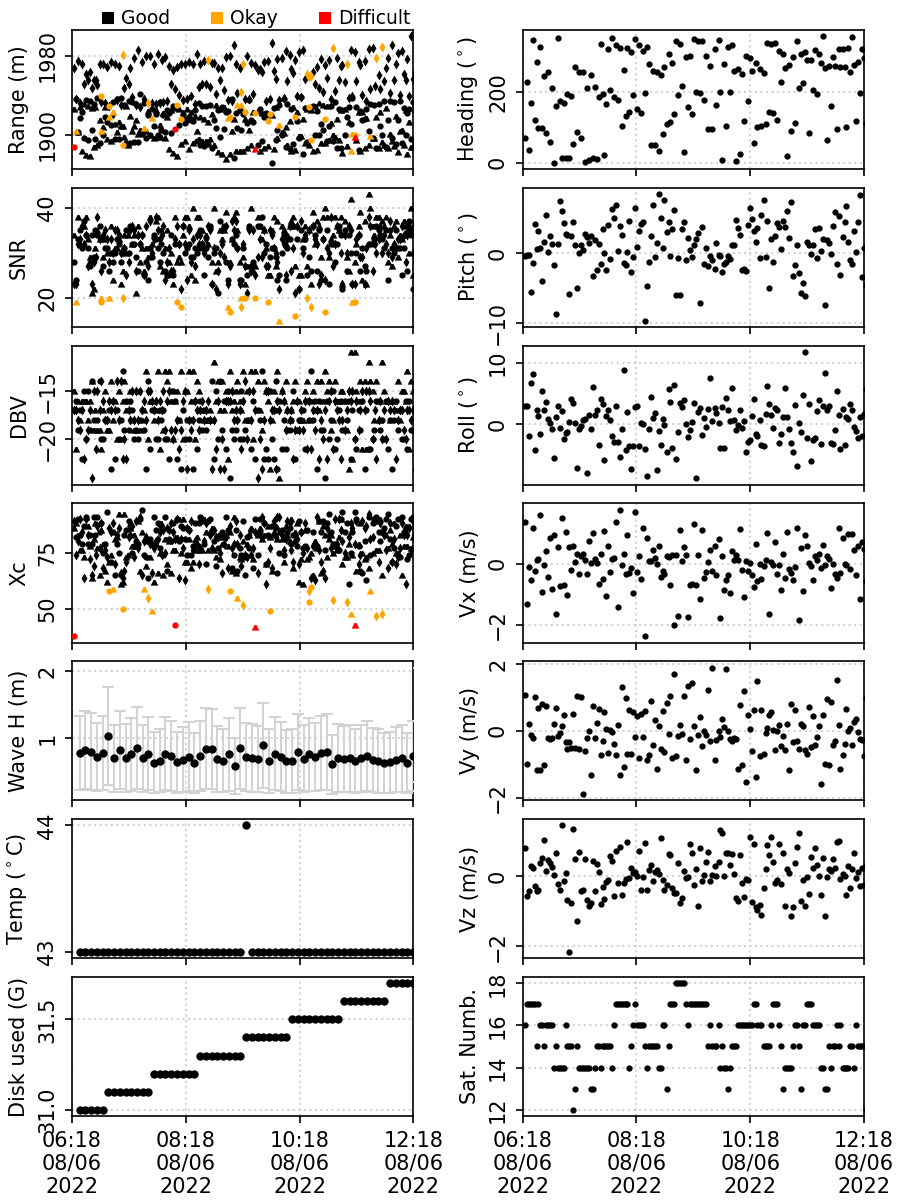 Good Okay Difficult
Range (m)
1980
1900
Heading (°)
200
0
SNR
40
20
Pitch (°)
0
−10
DBV
−15
−20
Roll (°)
10
0
Xc
75
50
Vx (m/s)
0
−2
Wave H (m)
2
1
Vy (m/s)
2
0
−2
Temp (°C)
44
43
Vz (m/s)
0
−2
Disk used (G)
31.5
31.0
Sat. Numb.
18
16
14
12
06:18 08:18 10:18 12:18 06:18 08:18 10:18 12:18
08/06 08/06 08/06 08/06 08/06 08/06 08/06 08/06
2022 2022 2022 2022 2022 2022 2022 2022